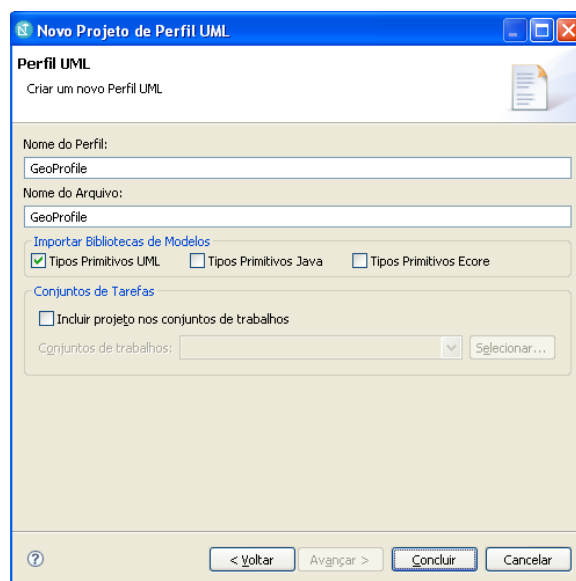 Novo Projeto de Perfil UML
Perfil UML
Criar um novo Perfil UML
Nome do Perfil:
GeoProfile
Nome do Arquivo:
GeoProfile
Importar Bibliotecas de Modelos
Tipos Primitivos UML Tipos Primitivos Java Tipos Primitivos Ecore
Conjuntos de Tarefas
Incluir projeto nos conjuntos de trabalhos
Conjuntos de trabalhos: Selecionar...
< Voltar Avançar > Concluir Cancelar